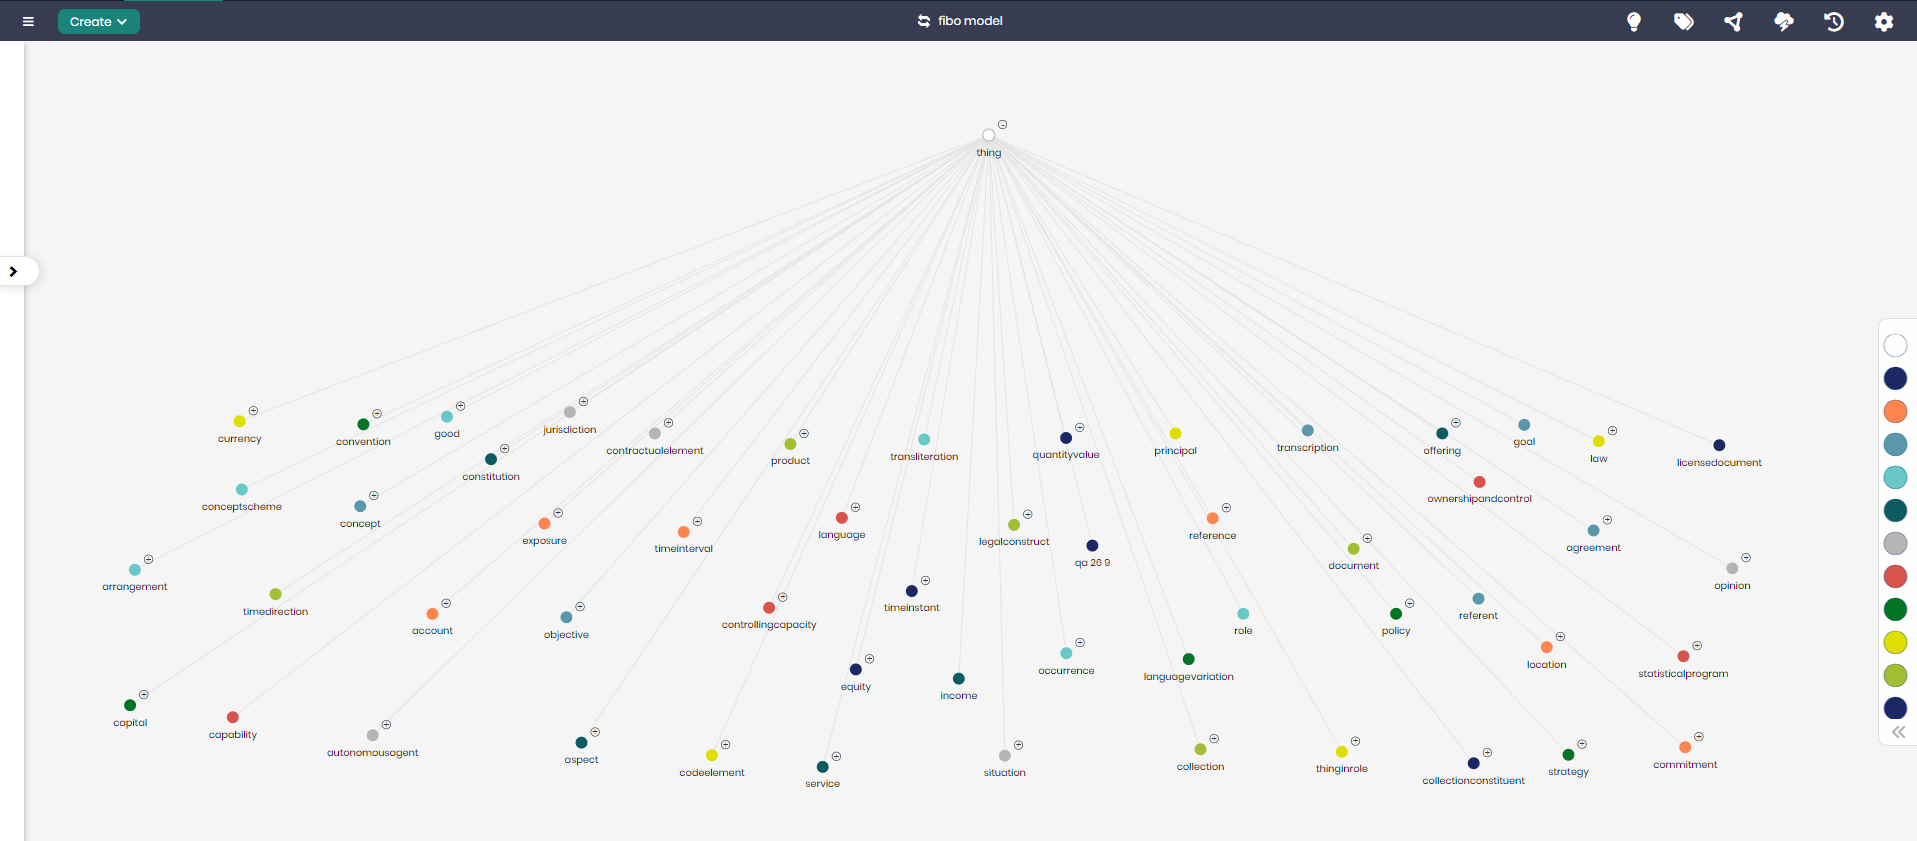 Create
fibo model
thing
currency
convention
good
jurisdiction
contractualelement
constitution
product
transliteration
quantityvalue
principal
transcription
offering
goal
law
licensedocument
conceptscheme
concept
exposure
timeinterval
language
legalconstruct
qa 26 9
reference
document
ownershipandcontrol
agreement
opinion
arrangement
timedirection
account
objective
controllingcapacity
timeinstant
role
policy
referent
location
statisticalprogram
capital
capability
autonomousagent
equity
income
occurrence
languagevariation
aspect
codeelement
service
situation
collection
thinginrole
collectionconstituent
strategy
commitment